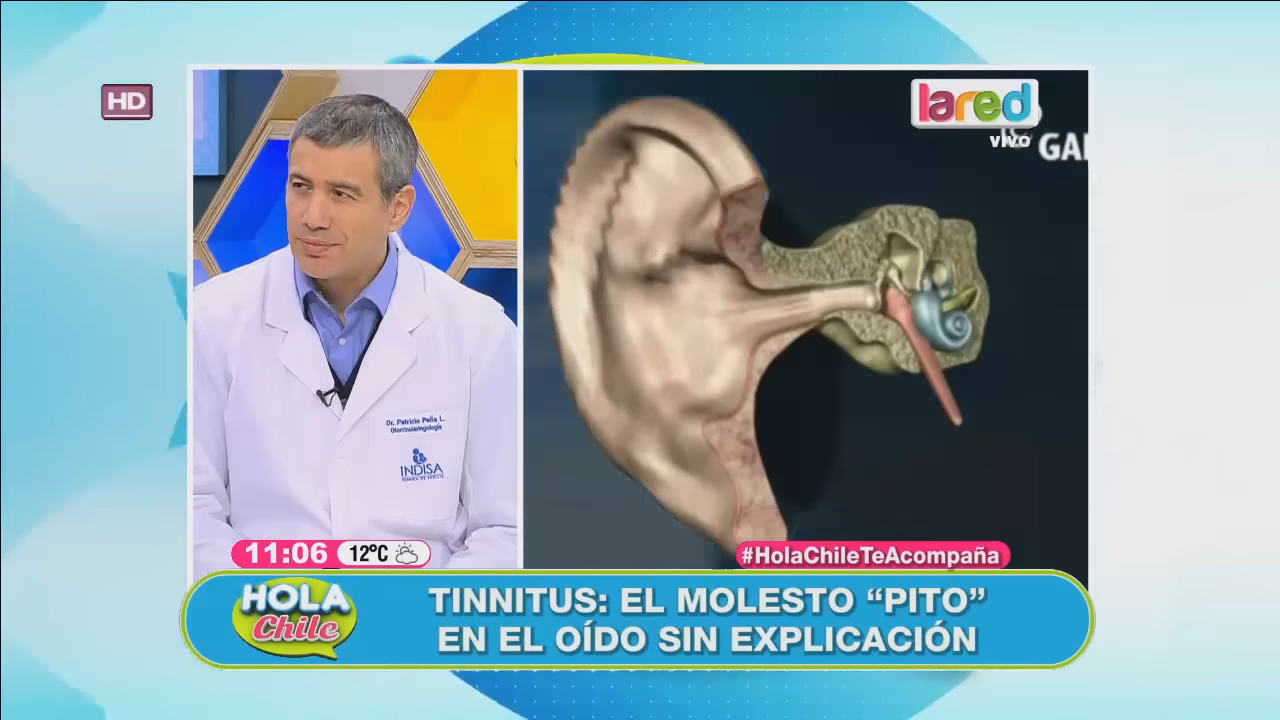 HD
lared
vivo
GA
Dr. Patricio Peña L.
Otorrinolaringología
INDISA
11:06 12°C
#HolaChileTeAcompaña
HOLA
Chile
TINNITUS: EL MOLESTO “PITO”
EN EL OÍDO SIN EXPLICACIÓN